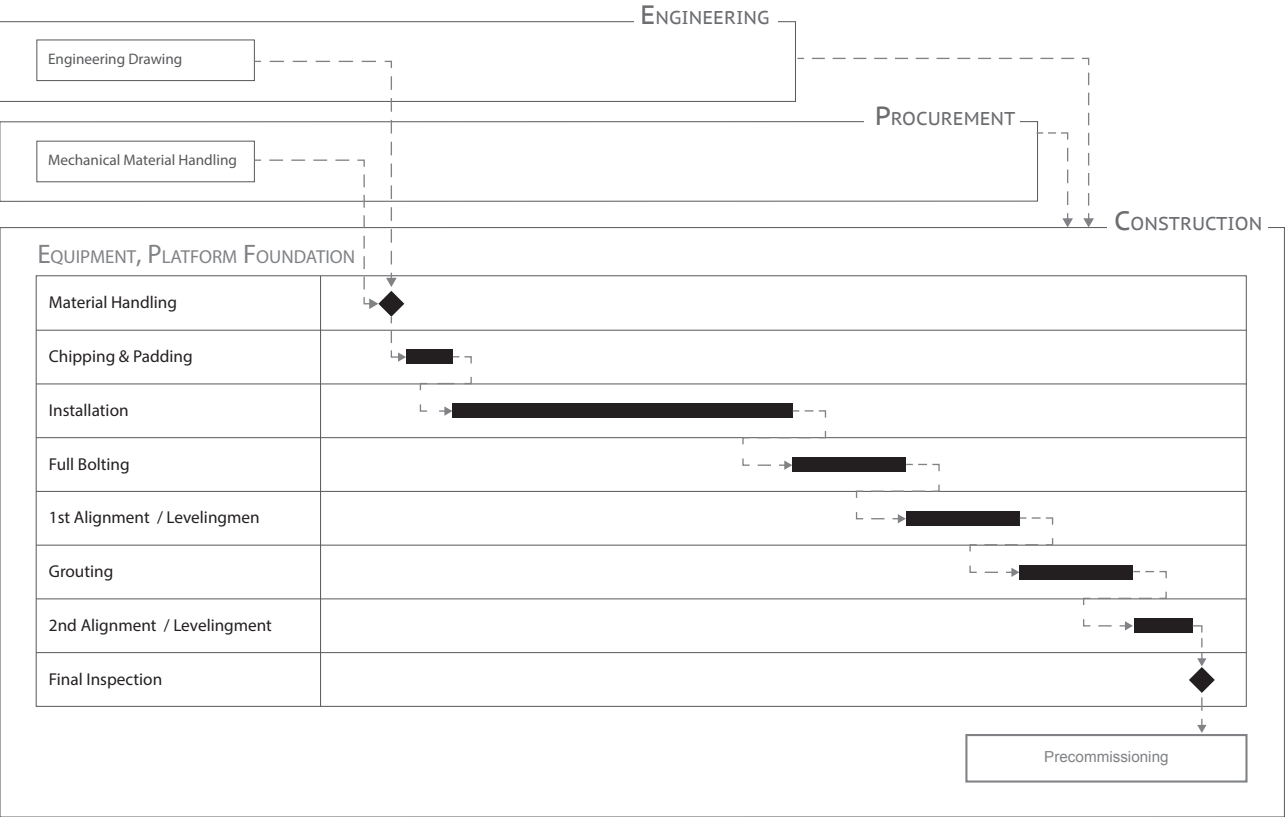 ENGINEERING
Engineering Drawing
PROCUREMENT
Mechanical Material Handling
CONSTRUCTION
EQUIPMENT, PLATFORM FOUNDATION
Material Handling
Chipping & Padding
Installation
Full Bolting
1st Alignment / Levelingmen
Grouting
2nd Alignment / Levelingment
Final Inspection
Precommissioning